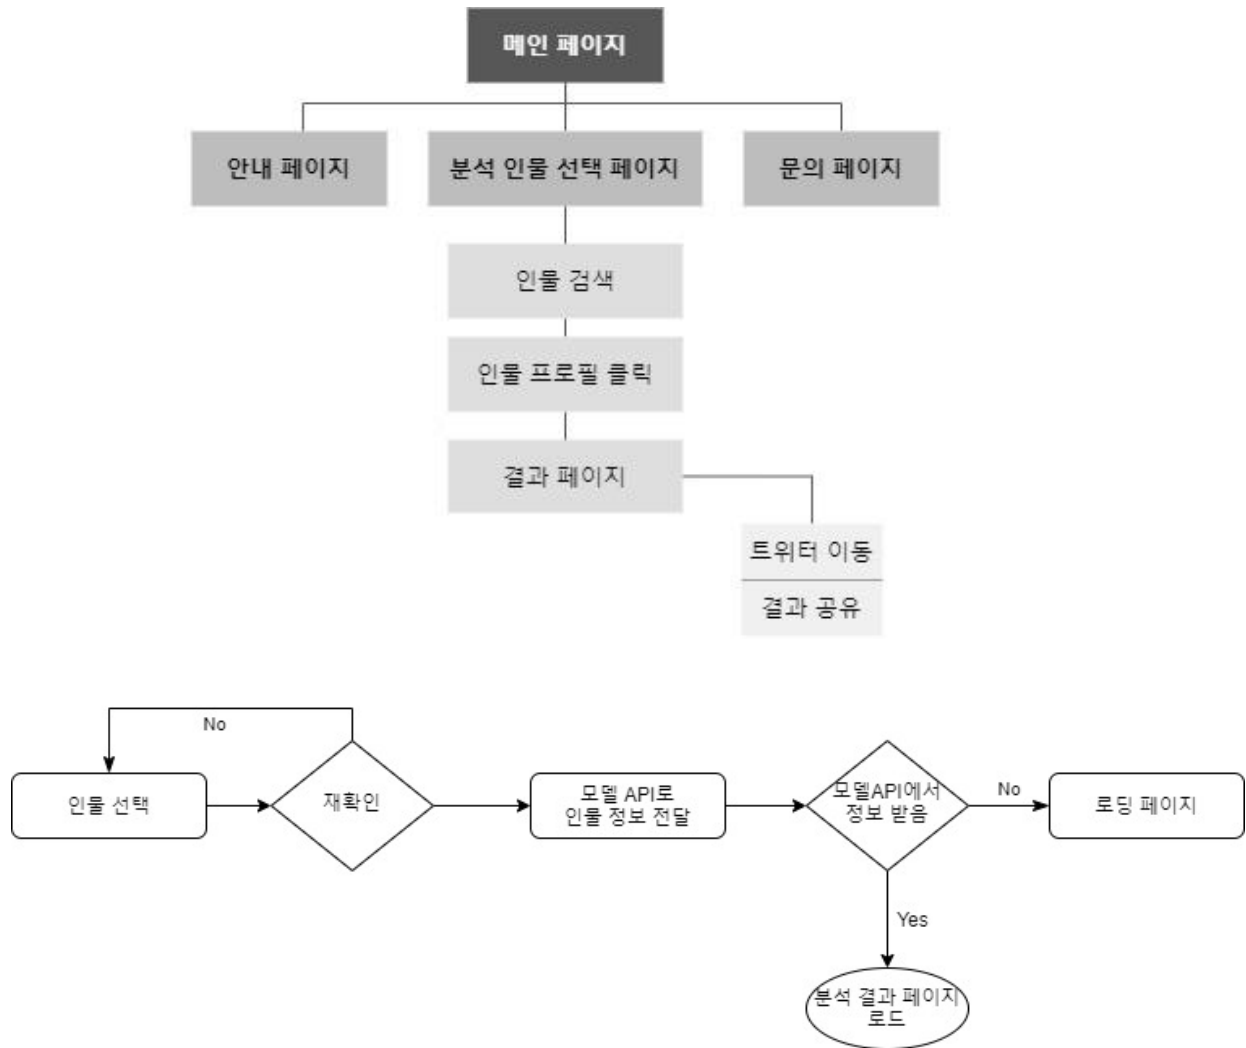 메인 페이지
안내 페이지
분석 인물 선택 페이지
문의 페이지
인물 검색
인물 프로필 클릭
결과 페이지
트위터 이동
결과 공유
No
인물 선택
재확인
모델 API로
인물 정보 전달
모델API에서
정보 받음
No
로딩 페이지
Yes
분석 결과 페이지
로드